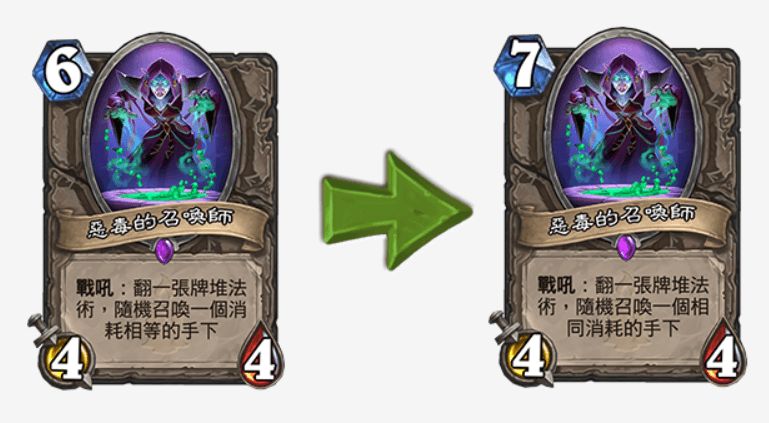 6
惡毒的召喚師
戰吼：翻一張牌堆法
術，隨機召喚一個消
耗相等的手下
4
4
7
惡毒的召喚師
戰吼：翻一張牌堆法
術，隨機召喚一個相
同消耗的手下
4
4